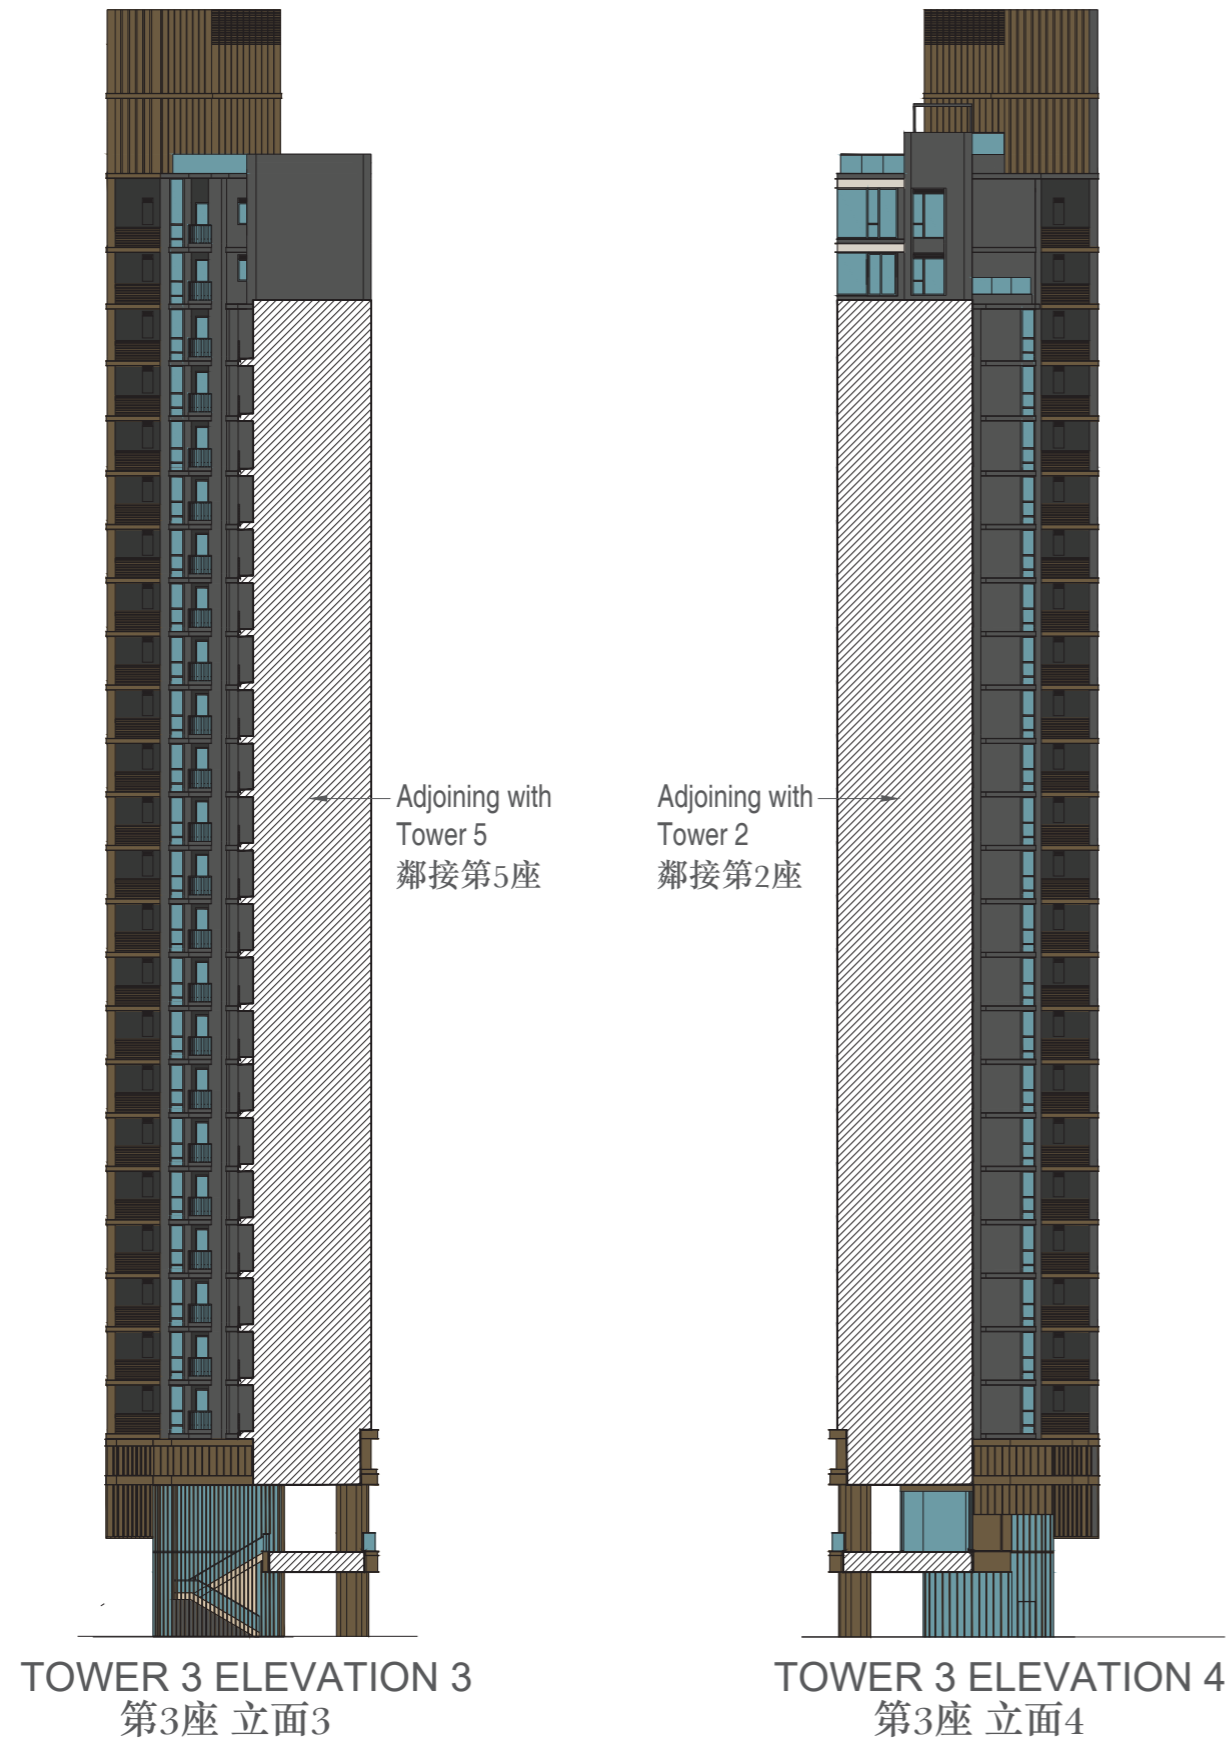 Adjoining with
Tower 5
鄰接第5座
Adjoining with
Tower 2
鄰接第2座
TOWER 3 ELEVATION 3
第3座 立面3
TOWER 3 ELEVATION 4
第3座 立面4